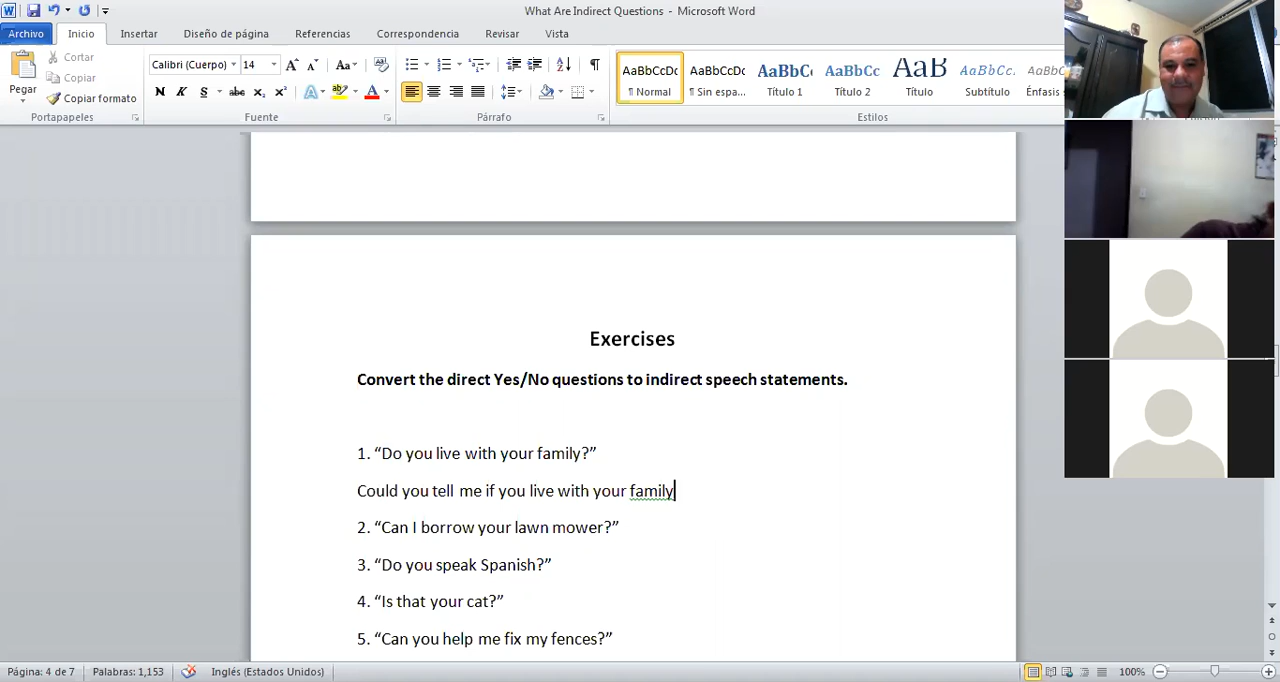 What Are Indirect Questions - Microsoft Word
Archivo Inicio Insertar Diseño de página Referencias Correspondencia Revisar Vista
Cortar
Copiar
Copiar formato
Pegar
Calibri (Cuerpo) 14
Portapapeles Fuente Párrafo Estilos
AaBbCcDc AaBbCcDc AaBbC AaBbCc AaB AaBbCc AaBbCc
¶ Normal ¶ Sin espa... Título 1 Título 2 Título Subtítulo Énfasis
Exercises
Convert the direct Yes/No questions to indirect speech statements.
1. “Do you live with your family?”
Could you tell me if you live with your family
2. “Can I borrow your lawn mower?”
3. “Do you speak Spanish?”
4. “Is that your cat?”
5. “Can you help me fix my fences?”
Página: 4 de 7 Palabras: 1,153 Inglés (Estados Unidos) 100%